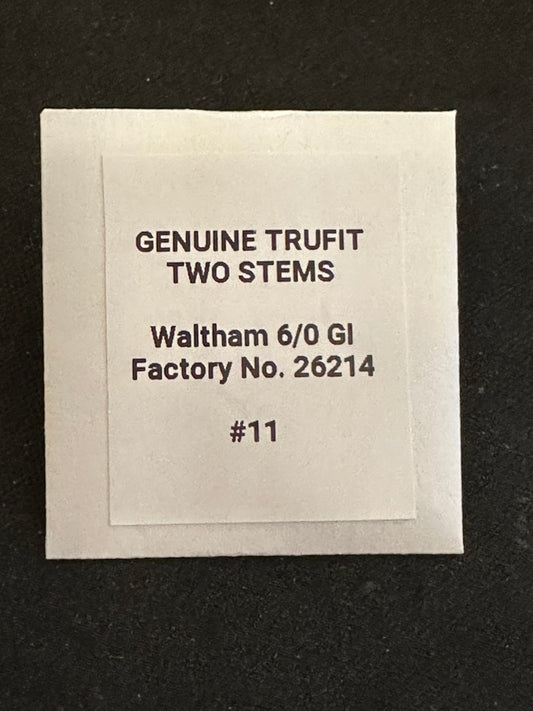 GENUINE TRUFIT
TWO STEMS
Waltham 6/0 GI
Factory No. 26214
#11